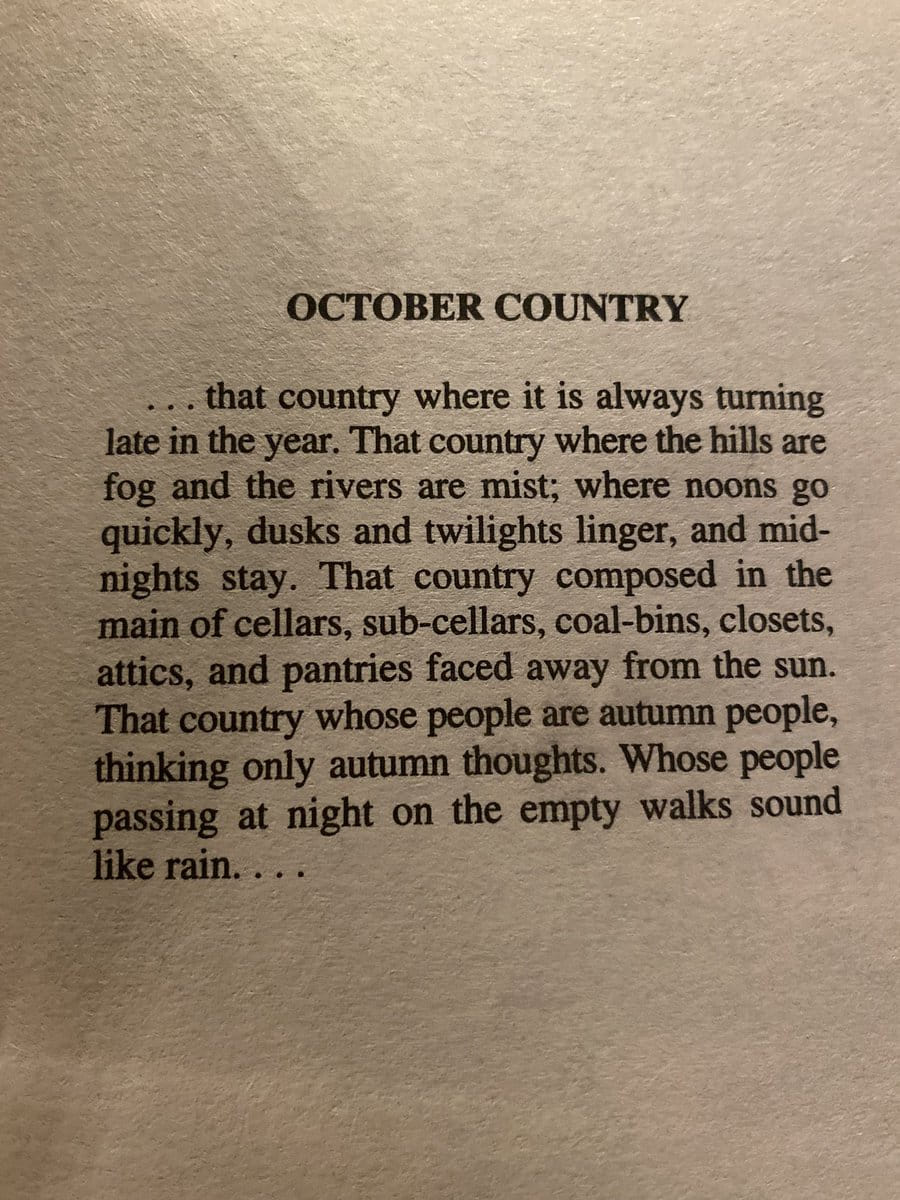 OCTOBER COUNTRY
. . . that country where it is always turning
late in the year. That country where the hills are
fog and the rivers are mist; where noons go
quickly, dusks and twilights linger, and mid-
nights stay. That country composed in the
main of cellars, sub-cellars, coal-bins, closets,
attics, and pantries faced away from the sun.
That country whose people are autumn people,
thinking only autumn thoughts. Whose people
passing at night on the empty walks sound
like rain. . . .